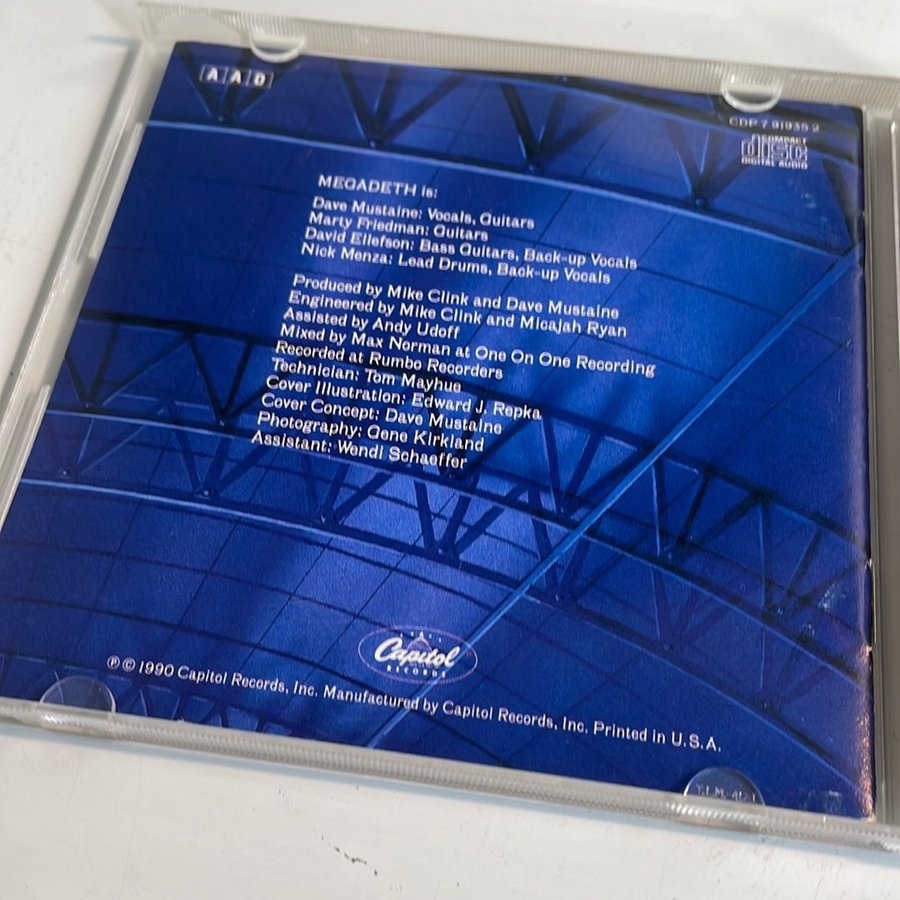 AAD
CDP 7 91935 2
COMPACT
disc
DIGITAL AUDIO
MEGADETH is:
Dave Mustaine: Vocals, Guitars
Marty Friedman: Guitars
David Ellefson: Bass Guitars, Back-up Vocals
Nick Menza: Lead Drums, Back-up Vocals
Produced by Mike Clink and Dave Mustaine
Engineered by Mike Clink and Micajah Ryan
Assisted by Andy Udoff
Mixed by Max Norman at One On One Recording
Recorded at Rumbo Recorders
Technician: Tom Mayhue
Cover Illustration: Edward J. Repka
Cover Concept: Dave Mustaine
Photography: Gene Kirkland
Assistant: Wendi Schaeffer
Capitol
RECORDS
℗ © 1990 Capitol Records, Inc. Manufactured by Capitol Records, Inc. Printed in U.S.A.